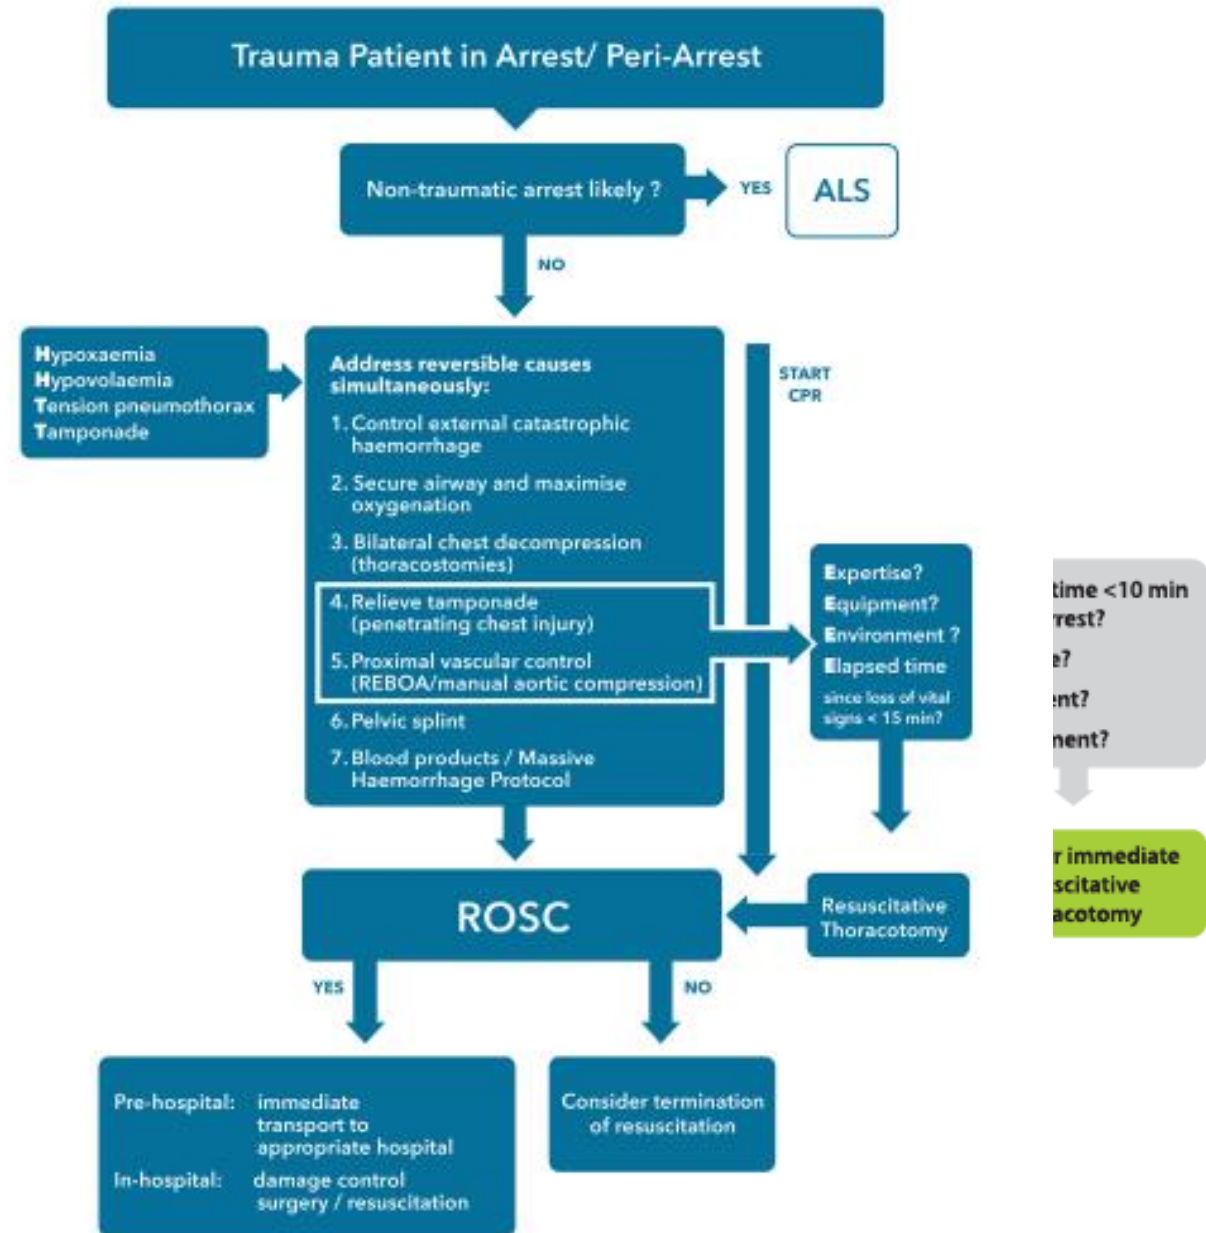 Trauma Patient in Arrest/ Peri-Arrest
Non-traumatic arrest likely ?
YES
ALS
NO
Hypoxaemia
Hypovolaemia
Tension pneumothorax
Tamponade
Address reversible causes
simultaneously:
1. Control external catastrophic
haemorrhage
2. Secure airway and maximise
oxygenation
3. Bilateral chest decompression
(thoracostomies)
4. Relieve tamponade
(penetrating chest injury)
5. Proximal vascular control
(REBOA/manual aortic compression)
6. Pelvic splint
7. Blood products / Massive
Haemorrhage Protocol
START
CPR
Expertise?
Equipment?
Environment ?
Elapsed time
since loss of vital
signs < 15 min?
time <10 min
rrest?
e?
ent?
ment?
r immediate
scitative
acotomy
Resuscitative
Thoracotomy
ROSC
YES
NO
Pre-hospital: immediate
transport to
appropriate hospital
In-hospital: damage control
surgery / resuscitation
Consider termination
of resuscitation